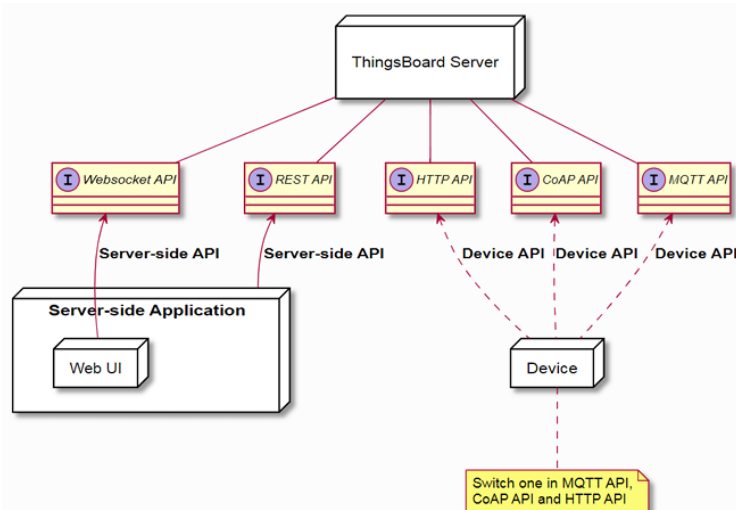 ThingsBoard Server
I Websocket API
I REST API
I HTTP API
I CoAP API
I MQTT API
Server-side API
Server-side API
Device API
Device API
Device API
Server-side Application
Web UI
Device
Switch one in MQTT API,
CoAP API and HTTP API